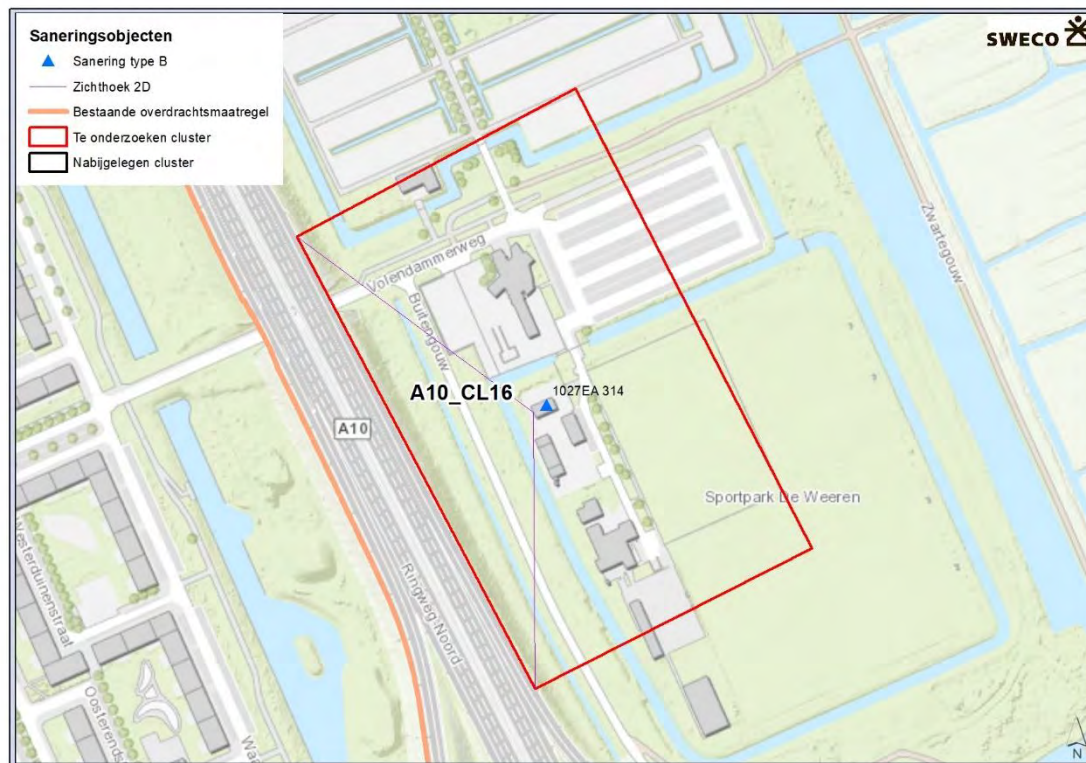 Saneringsobjecten
Sanering type B
Zichthoek 2D
Bestaande overdrachtsmaatregel
Te onderzoeken cluster
Nabijgelegen cluster
SWECO
Volendammerweg
Buitengouw
Zwartegouw
A10_CL16
1027EA 314
A10
Sportpark De Weeren
Ringweg-Noord
Westerduinenstraat
N